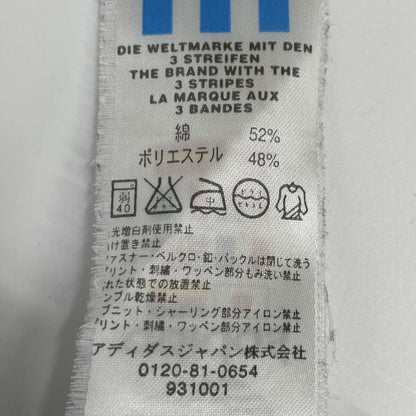 DIE WELTMARKE MIT DEN
3 STREIFEN
THE BRAND WITH THE
3 STRIPES
LA MARQUE AUX
3 BANDES
綿 52%
ポリエステル 48%
弱
40
光増白剤使用禁止
け置き禁止
ァスナー・ベルクロ・釦・バックルは閉じて洗う
リント・刺繍・ワッペン部分もみ洗い禁止
れた状態での放置禁止
ンブル乾燥禁止
ブニット・シャーリング部分アイロン禁止
リント・刺繍・ワッペン部分アイロン禁止
アディダスジャパン株式会社
0120-81-0654
931001